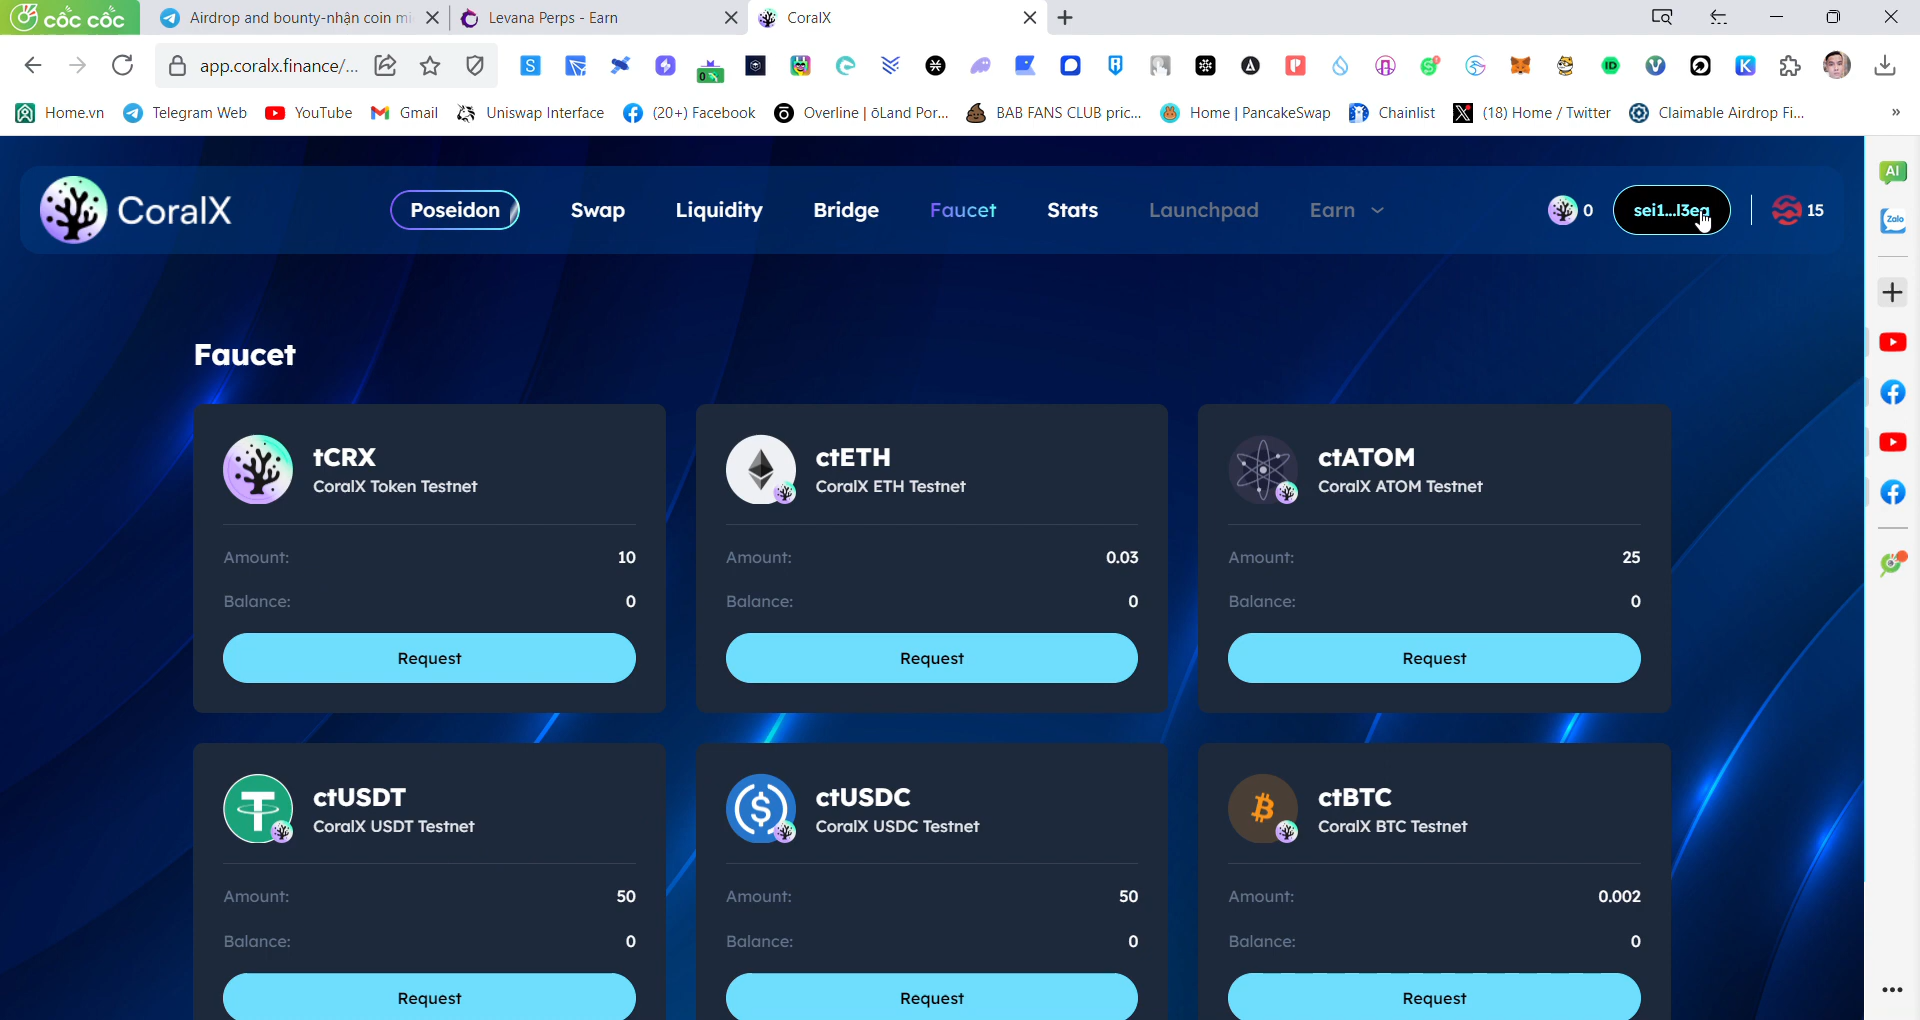 cốc cốc
Airdrop and bounty-nhận coin mi
Levana Perps - Earn
CoralX
app.coralx.finance/...
S
0
ID
K
Home.vn
Telegram Web
YouTube
Gmail
Uniswap Interface
(20+) Facebook
Overline | ōLand Por...
BAB FANS CLUB pric...
Home | PancakeSwap
Chainlist
(18) Home / Twitter
Claimable Airdrop Fi...
»
AI
Zalo
CoralX
Poseidon
Swap
Liquidity
Bridge
Faucet
Stats
Launchpad
Earn
0
15
Faucet
tCRX
CoralX Token Testnet
Amount: 10
Balance: 0
Request
ctETH
CoralX ETH Testnet
Amount: 0.03
Balance: 0
Request
ctATOM
CoralX ATOM Testnet
Amount: 25
Balance: 0
Request
ctUSDT
CoralX USDT Testnet
Amount: 50
Balance: 0
Request
ctUSDC
CoralX USDC Testnet
Amount: 50
Balance: 0
Request
ctBTC
CoralX BTC Testnet
Amount: 0.002
Balance: 0
Request